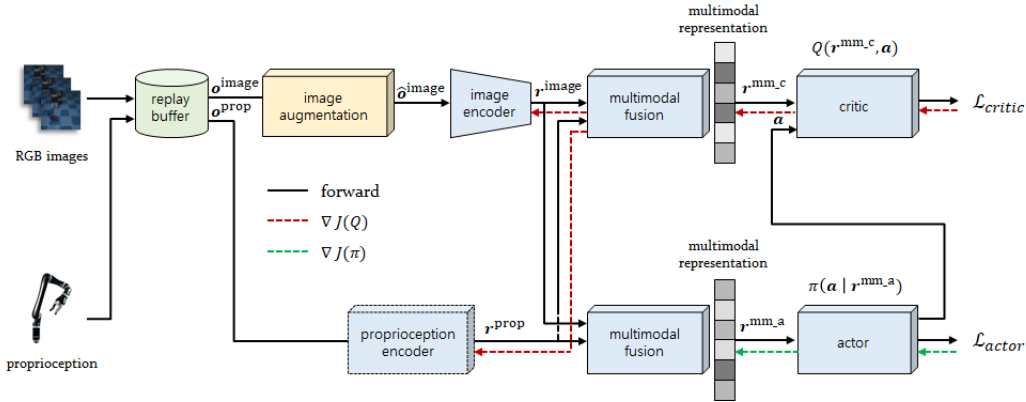 multimodal
representation
Q(r^mm_c, a)
o^image
ô^image
r^image
r^mm_c
replay
buffer
o^prop
image
augmentation
image
encoder
multimodal
fusion
critic
ℒ_critic
a
RGB images
forward
∇ J(Q)
∇ J(π)
multimodal
representation
π(a | r^mm_a)
proprioception
encoder
r^prop
multimodal
fusion
r^mm_a
actor
ℒ_actor
proprioception